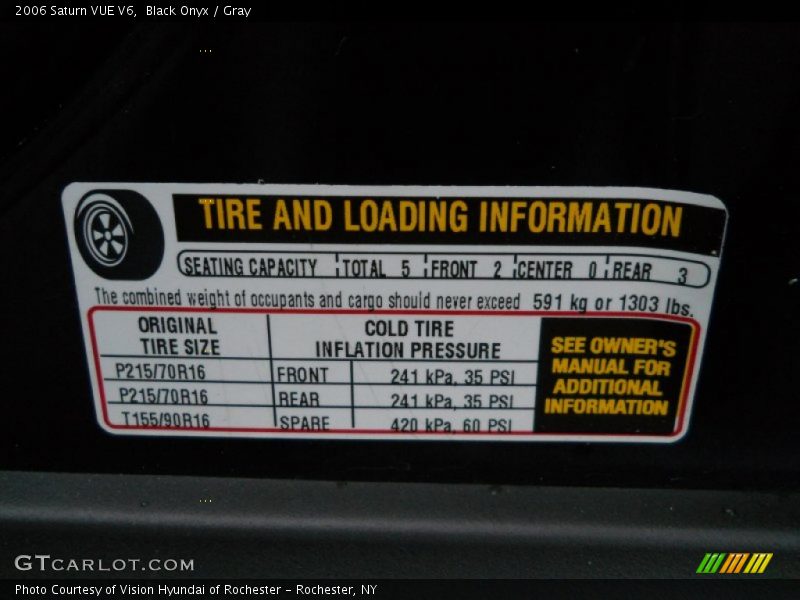 2006 Saturn VUE V6, Black Onyx / Gray
TIRE AND LOADING INFORMATION
SEATING CAPACITY TOTAL 5 FRONT 2 CENTER 0 REAR 3
The combined weight of occupants and cargo should never exceed 591 kg or 1303 lbs.
ORIGINAL
TIRE SIZE
COLD TIRE
INFLATION PRESSURE
P215/70R16 FRONT 241 kPa, 35 PSI
P215/70R16 REAR 241 kPa, 35 PSI
T155/90R16 SPARE 420 kPa, 60 PSI
SEE OWNER'S
MANUAL FOR
ADDITIONAL
INFORMATION
GTCARLOT.COM
Photo Courtesy of Vision Hyundai of Rochester – Rochester, NY